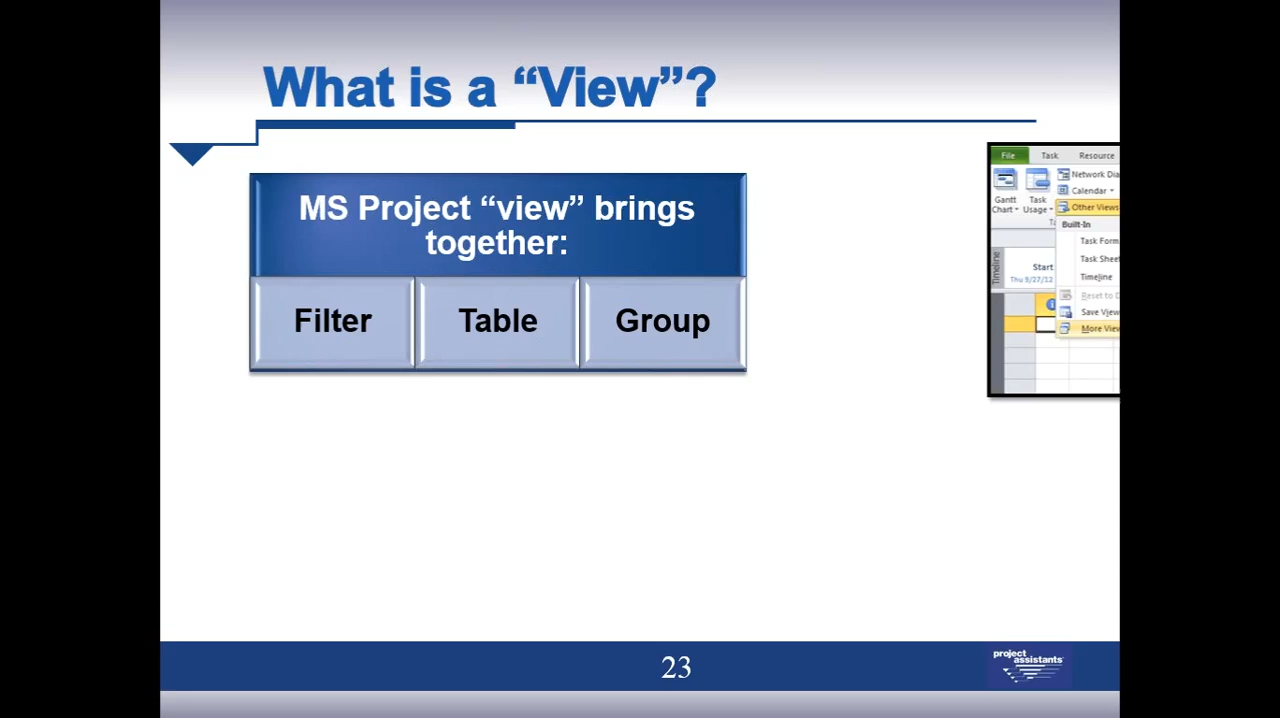 What is a “View”?
MS Project “view” brings
together:
Filter Table Group
File Task Resource
Network Dia
Calendar
Gantt
Chart
Task
Usage
Other Views
Built-In
Task Form
Task Sheet
Timeline
Reset to D
Save View
More View
Timeline
Start
Thu 9/27/12
23
project
assistants